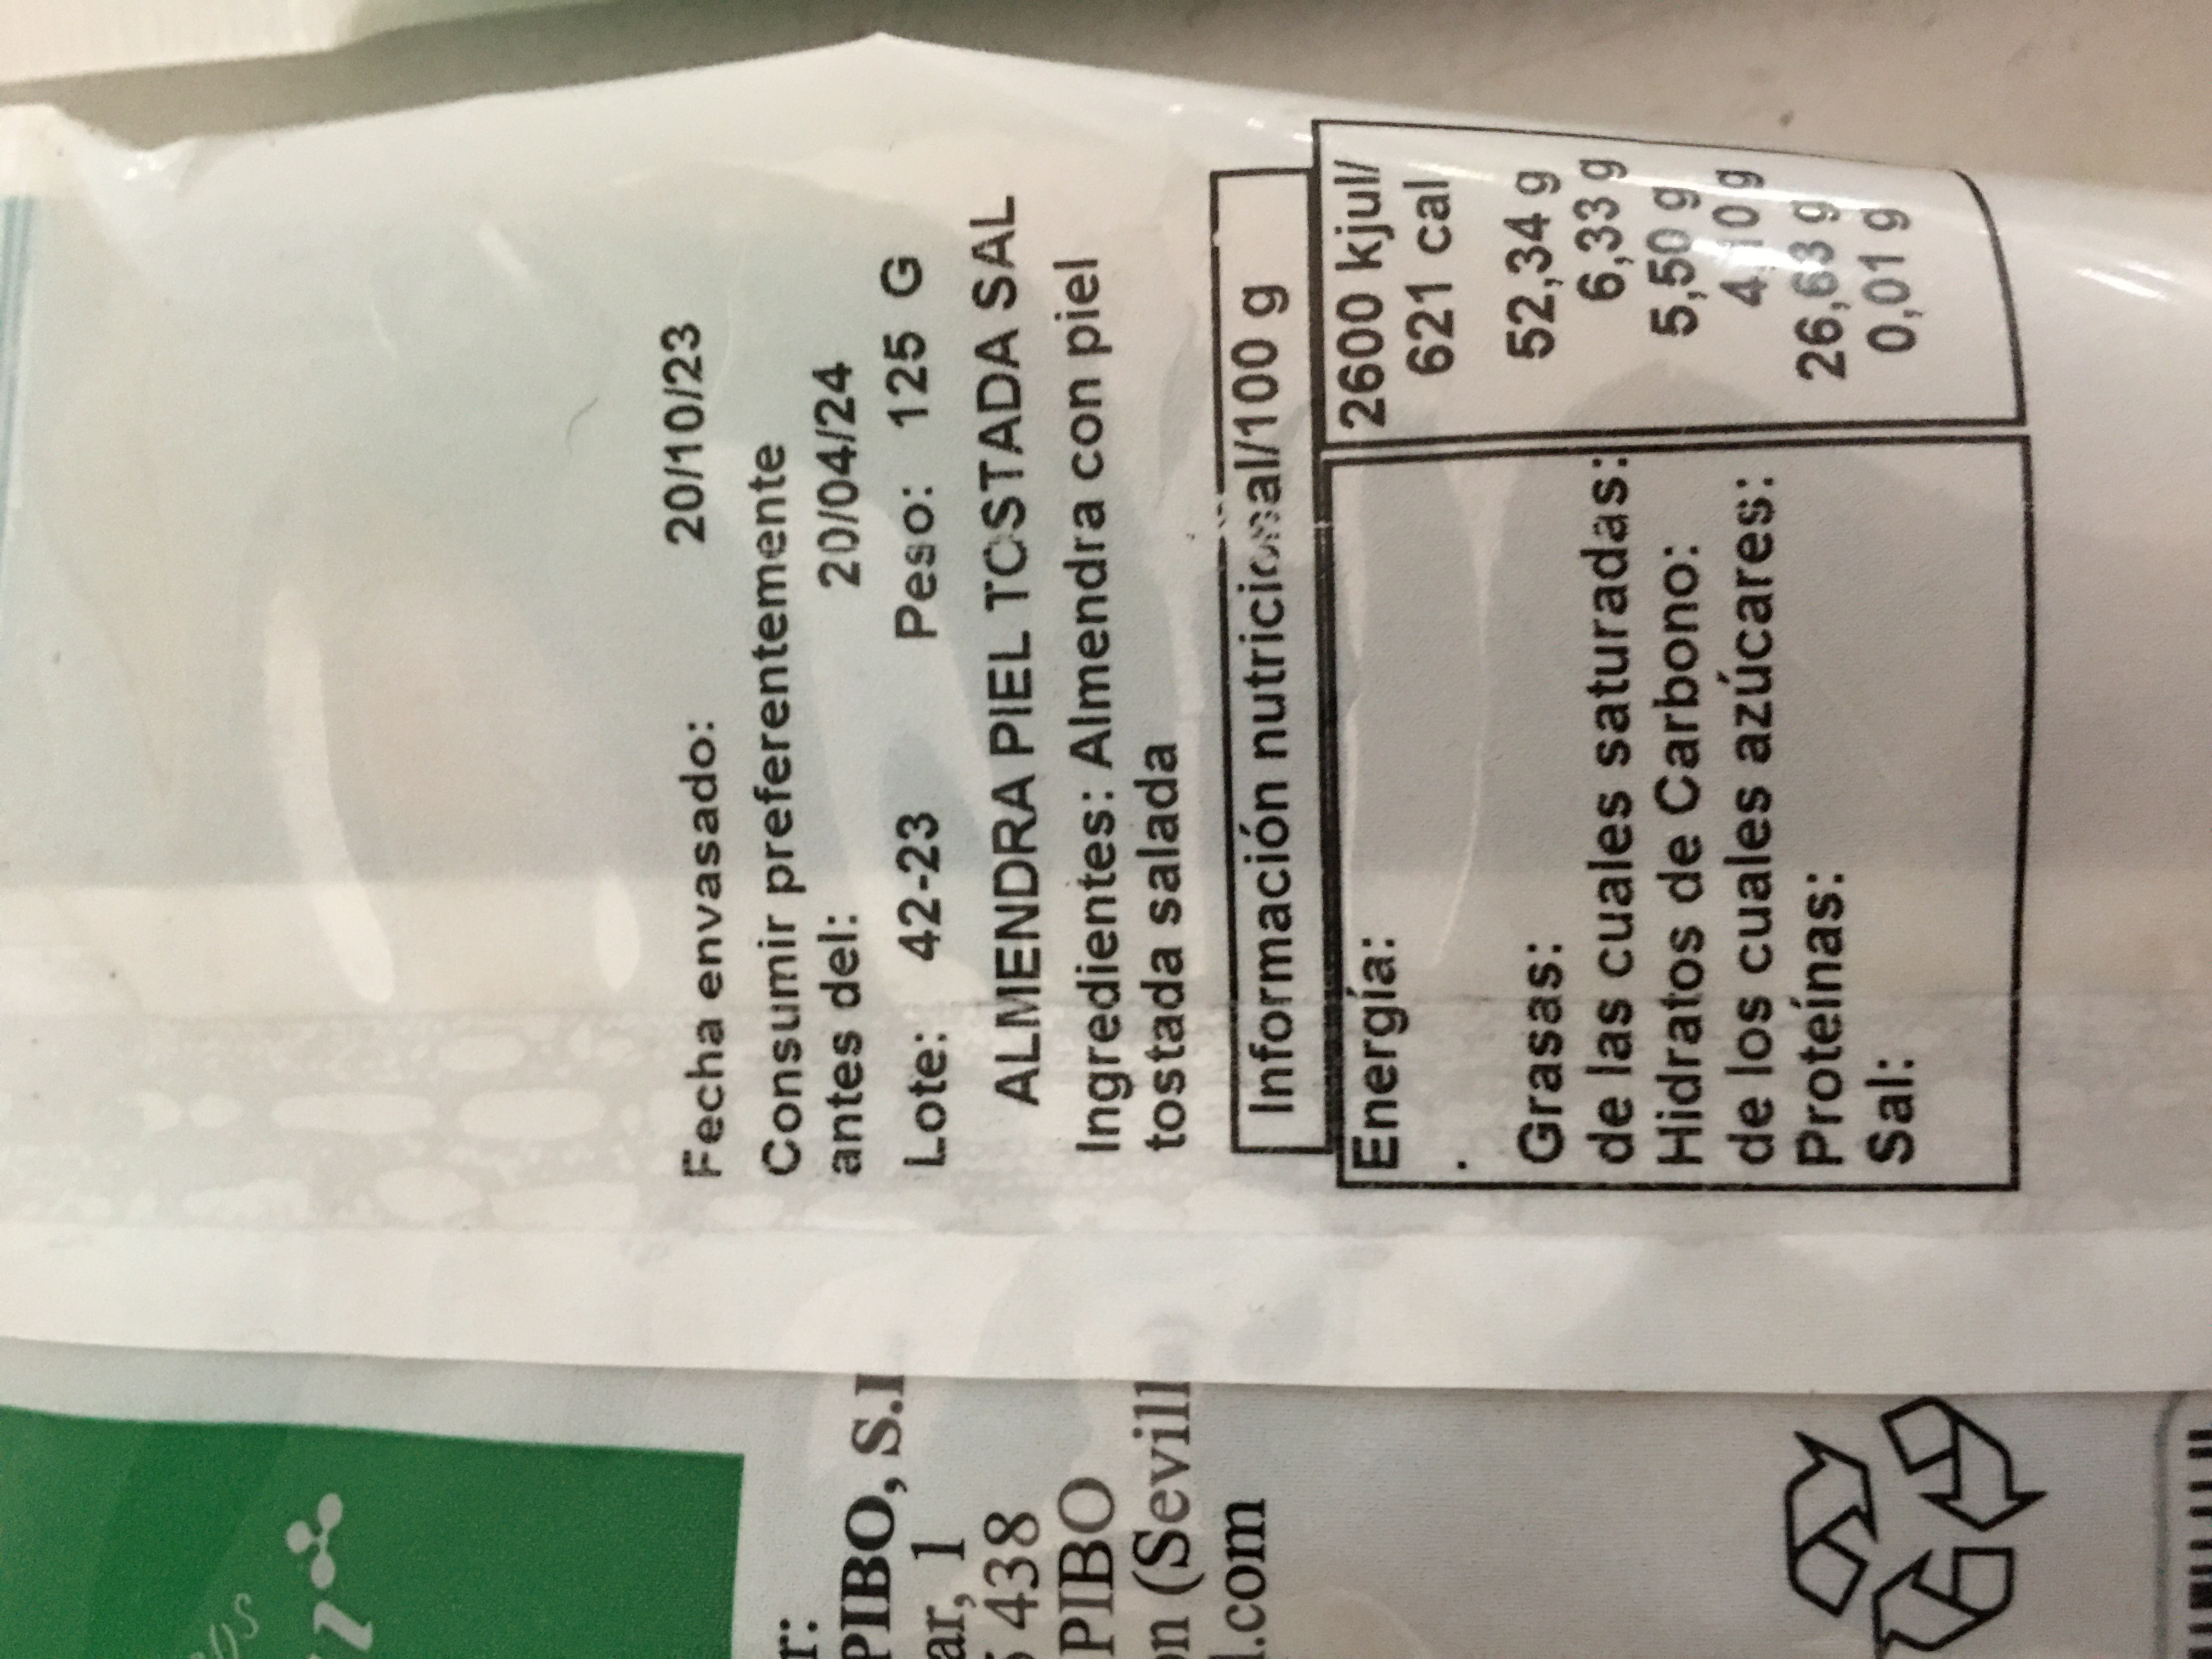 r:
PIBO, S.L
ar, 1
438
PIBO
on (Sevill
l.com
Fecha envasado: 20/10/23
Consumir preferentemente
antes del: 20/04/24
Lote: 42-23 Peso: 125 G
ALMENDRA PIEL TOSTADA SAL
Ingredientes: Almendra con piel
tostada salada
Información nutricional/100 g
Energía: 2600 kjul/
621 cal
.
Grasas: 52,34 g
de las cuales saturadas: 6,33 g
Hidratos de Carbono: 5,50 g
de los cuales azúcares: 4,10 g
Proteínas: 26,63 g
Sal: 0,01 g